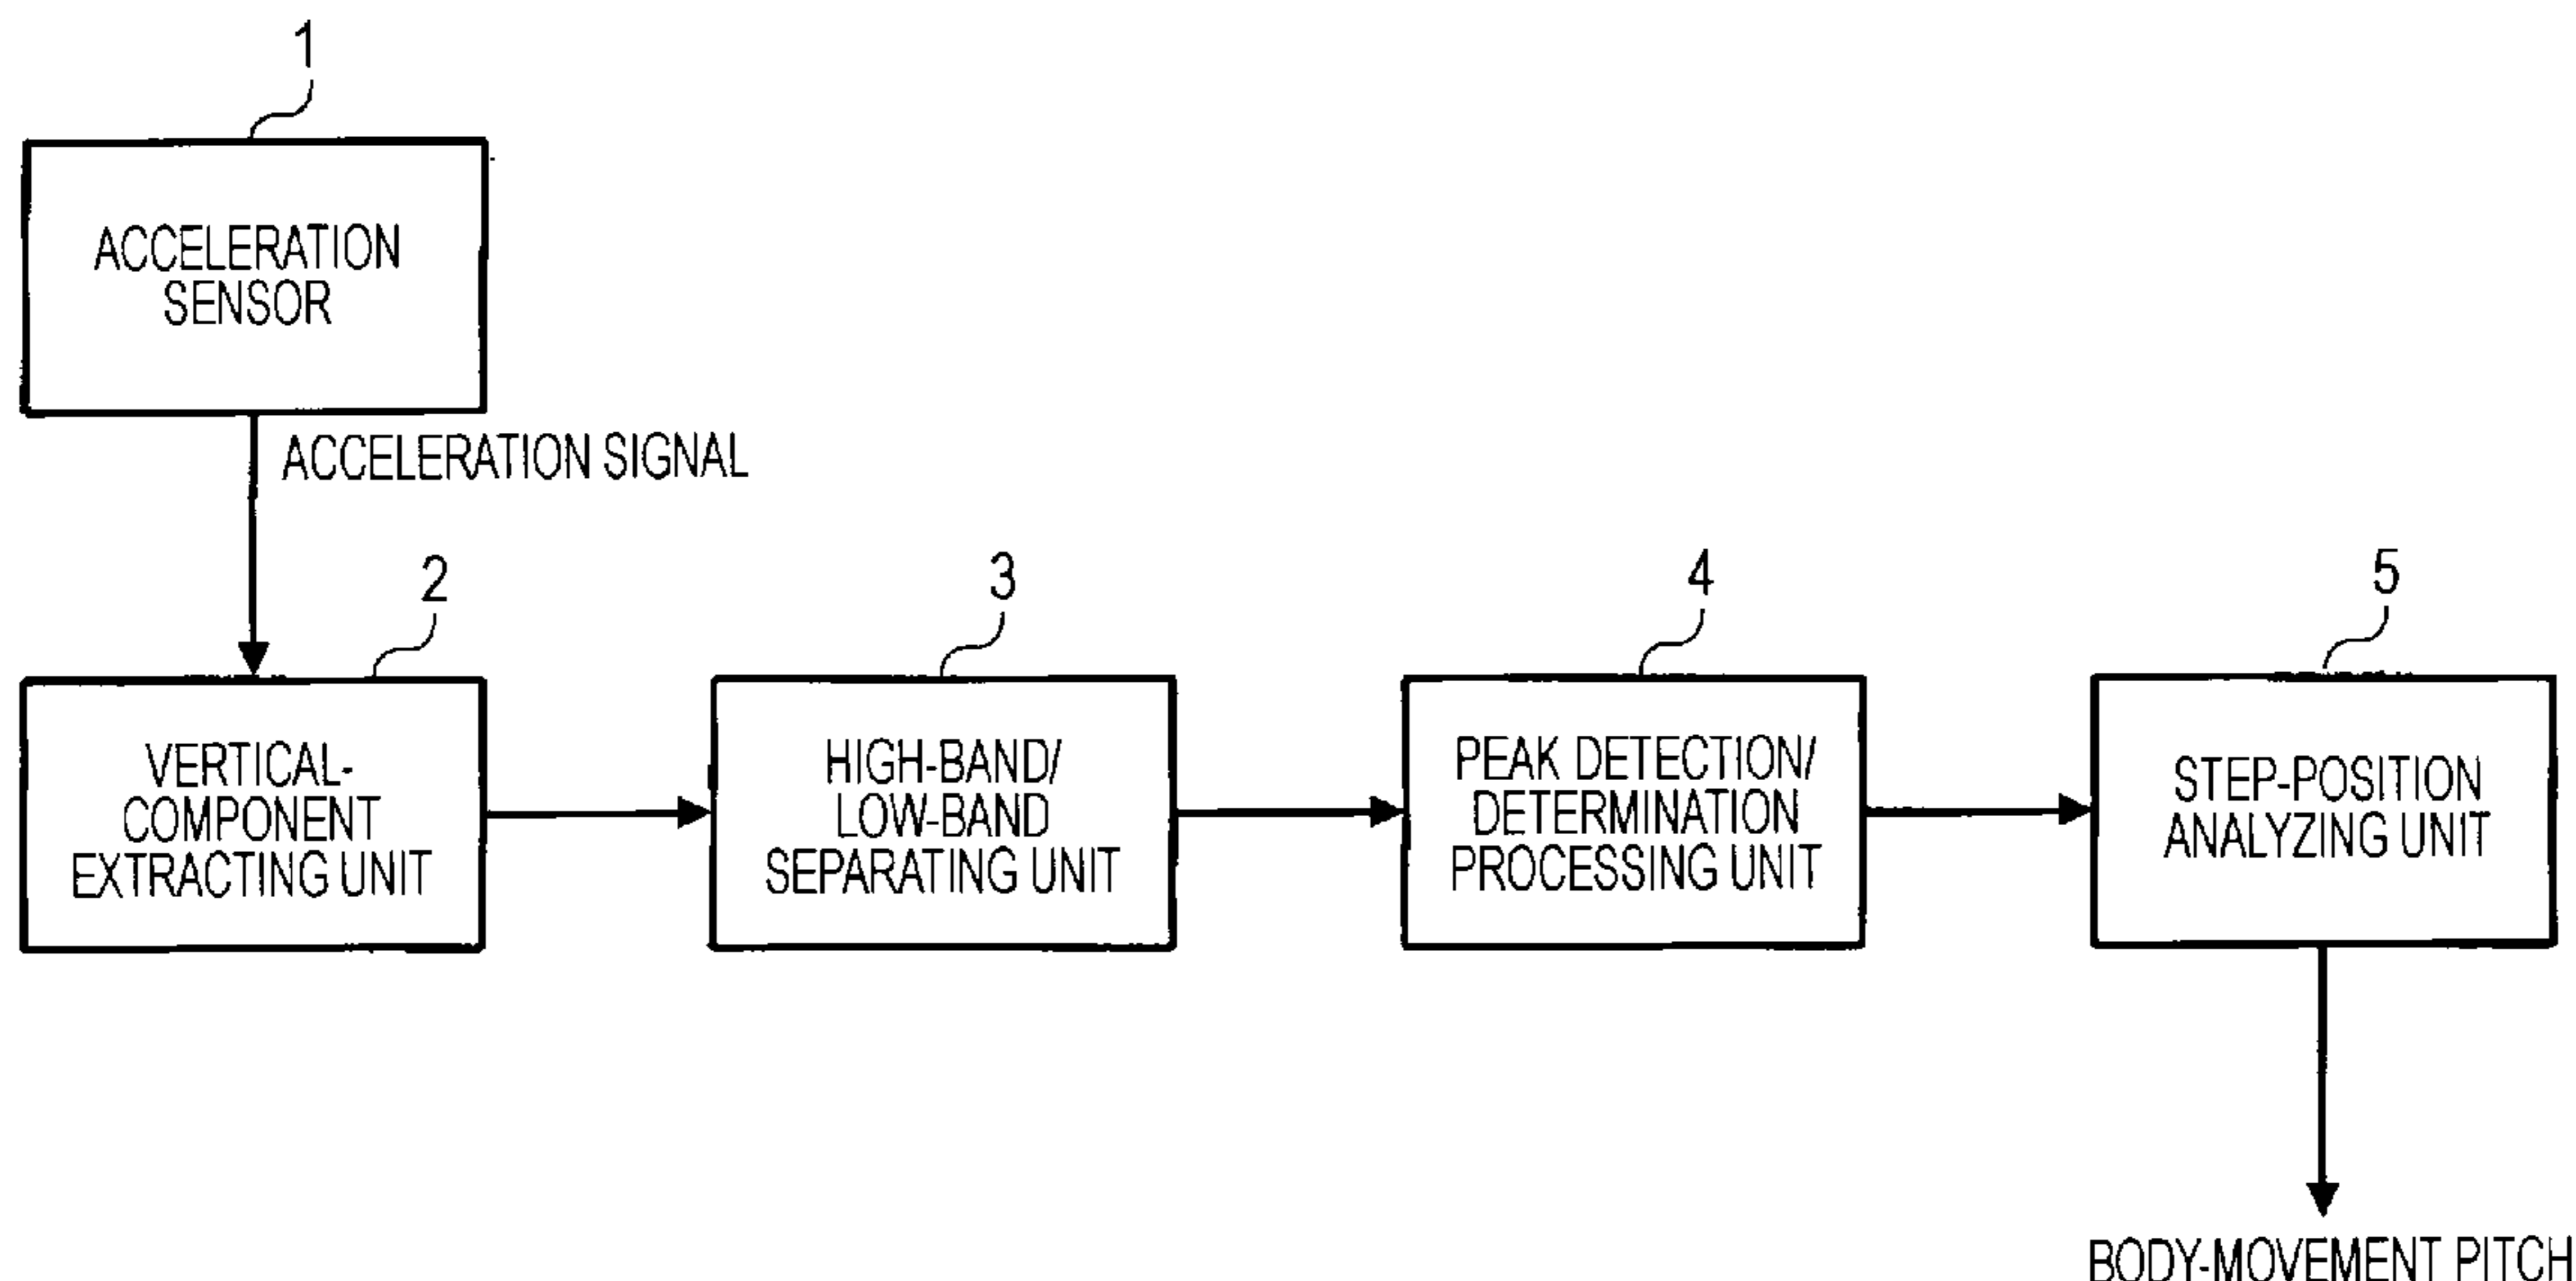 1
ACCELERATION
SENSOR
ACCELERATION SIGNAL
2
VERTICAL-
COMPONENT
EXTRACTING UNIT
3
HIGH-BAND/
LOW-BAND
SEPARATING UNIT
4
PEAK DETECTION/
DETERMINATION
PROCESSING UNIT
5
STEP-POSITION
ANALYZING UNIT
BODY-MOVEMENT PITCH